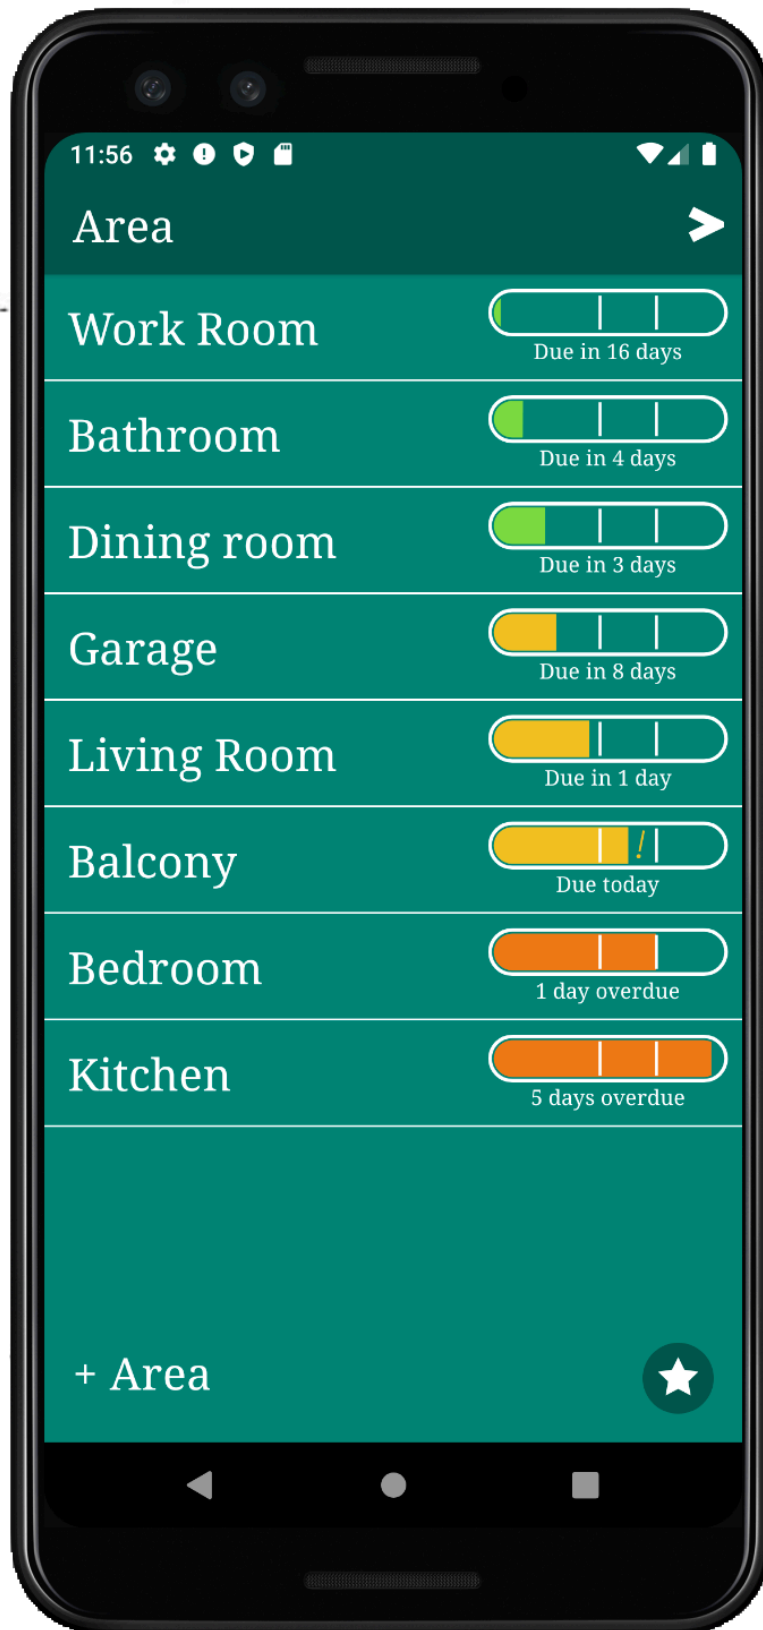 11:56
Area
Work Room
Due in 16 days
Bathroom
Due in 4 days
Dining room
Due in 3 days
Garage
Due in 8 days
Living Room
Due in 1 day
Balcony
!
Due today
Bedroom
1 day overdue
Kitchen
5 days overdue
+ Area